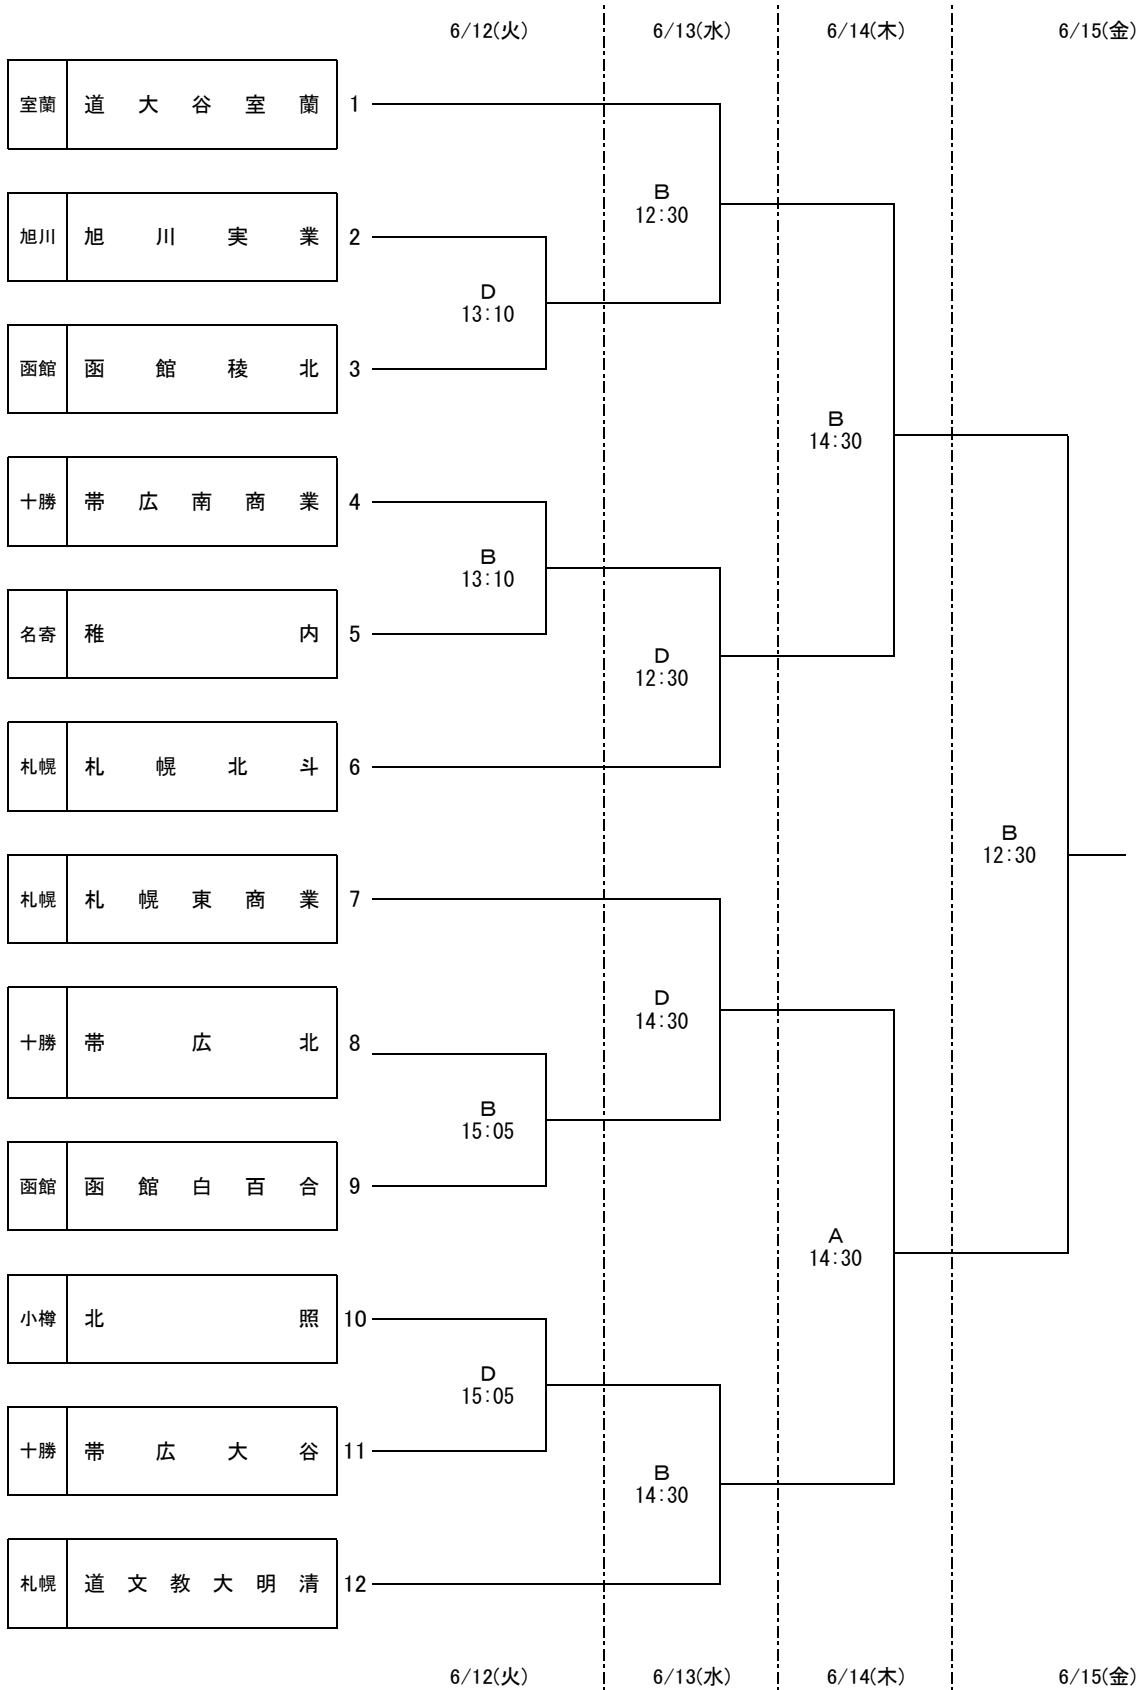 6/12(火) 6/13(水) 6/14(木) 6/15(金)
室蘭 道大谷室蘭 1
B
12:30
旭川 旭川実業 2
D
13:10
函館 函館稜北 3
B
14:30
十勝 帯広南商業 4
B
13:10
名寄 稚内 5
D
12:30
札幌 札幌北斗 6
B
12:30
札幌 札幌東商業 7
D
14:30
十勝 帯広北 8
B
15:05
函館 函館白百合 9
A
14:30
小樽 北照 10
D
15:05
十勝 帯広大谷 11
B
14:30
札幌 道文教大明清 12
6/12(火) 6/13(水) 6/14(木) 6/15(金)